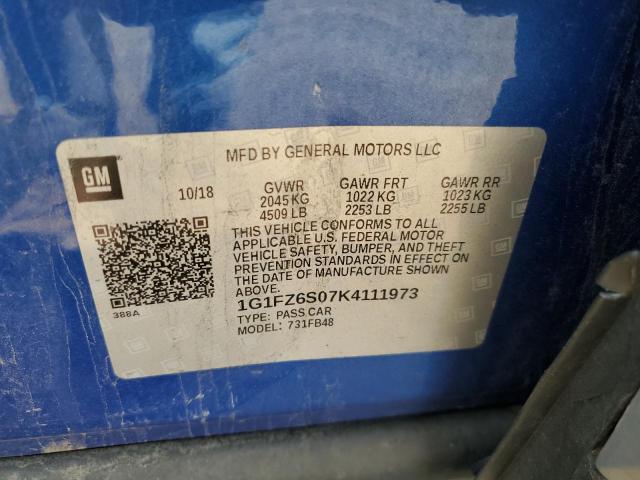 MFD BY GENERAL MOTORS LLC
GM
10/18
GVWR GAWR FRT GAWR RR
2045 KG 1022 KG 1023 KG
4509 LB 2253 LB 2255 LB
THIS VEHICLE CONFORMS TO ALL
APPLICABLE U.S. FEDERAL MOTOR
VEHICLE SAFETY, BUMPER, AND THEFT
PREVENTION STANDARDS IN EFFECT ON
THE DATE OF MANUFACTURE SHOWN
ABOVE.
1G1FZ6S07K4111973
388A
TYPE: PASS CAR
MODEL: 731FB48